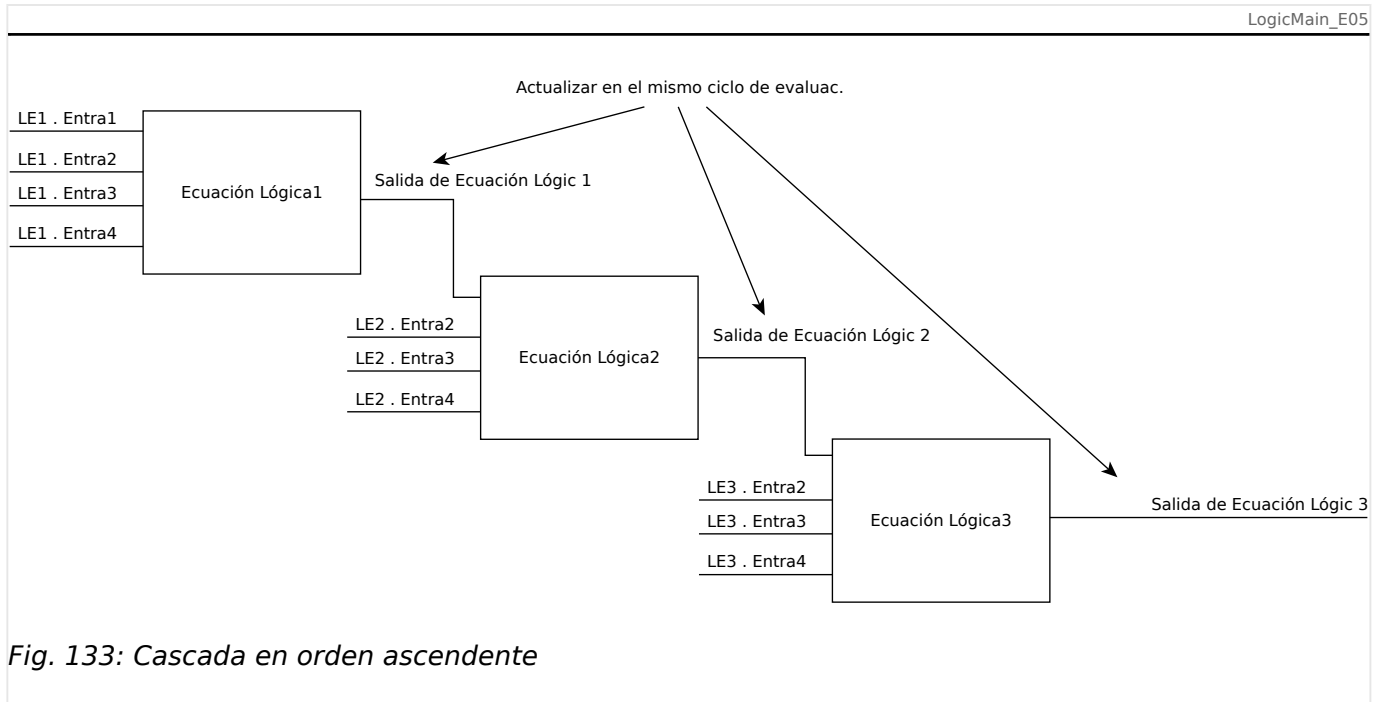 LogicMain_E05
Actualizar en el mismo ciclo de evaluac.
LE1 . Entra1
LE1 . Entra2
LE1 . Entra3
LE1 . Entra4
Ecuación Lógica1
Salida de Ecuación Lógic 1
LE2 . Entra2
LE2 . Entra3
LE2 . Entra4
Ecuación Lógica2
Salida de Ecuación Lógic 2
LE3 . Entra2
LE3 . Entra3
LE3 . Entra4
Ecuación Lógica3
Salida de Ecuación Lógic 3
Fig. 133: Cascada en orden ascendente